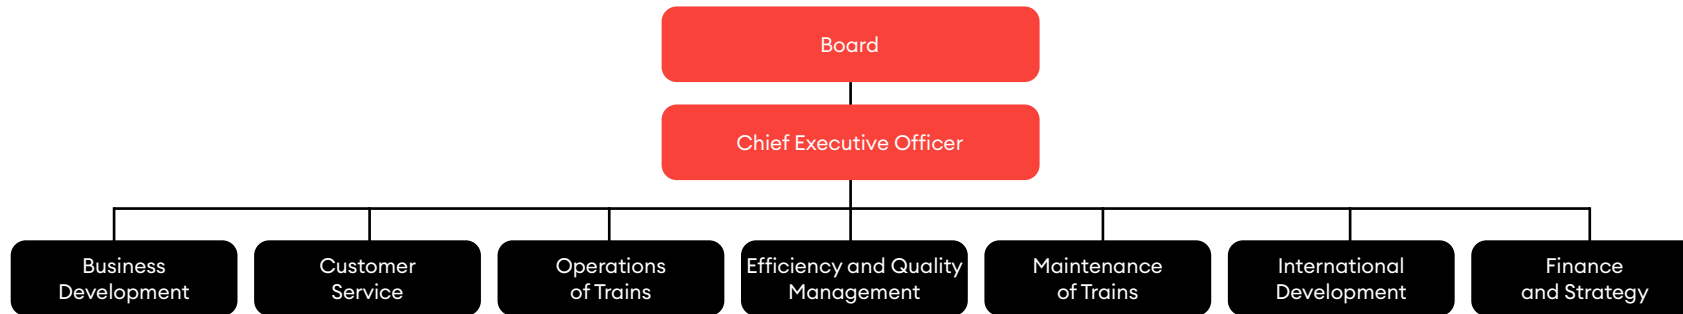 Board
Chief Executive Officer
Business
Development
Customer
Service
Operations
of Trains
Efficiency and Quality
Management
Maintenance
of Trains
International
Development
Finance
and Strategy